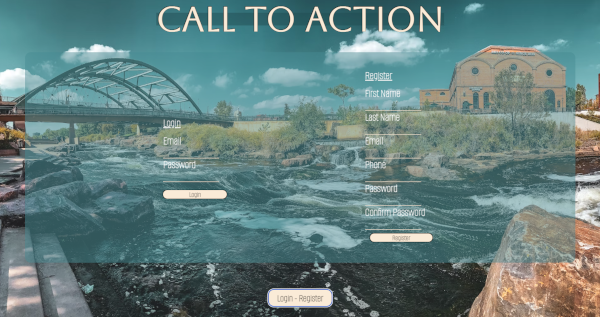 CALL TO ACTION
Login
Email
Password
Login
Register
First Name
Last Name
Email
Phone
Password
Confirm Password
Register
Login - Register